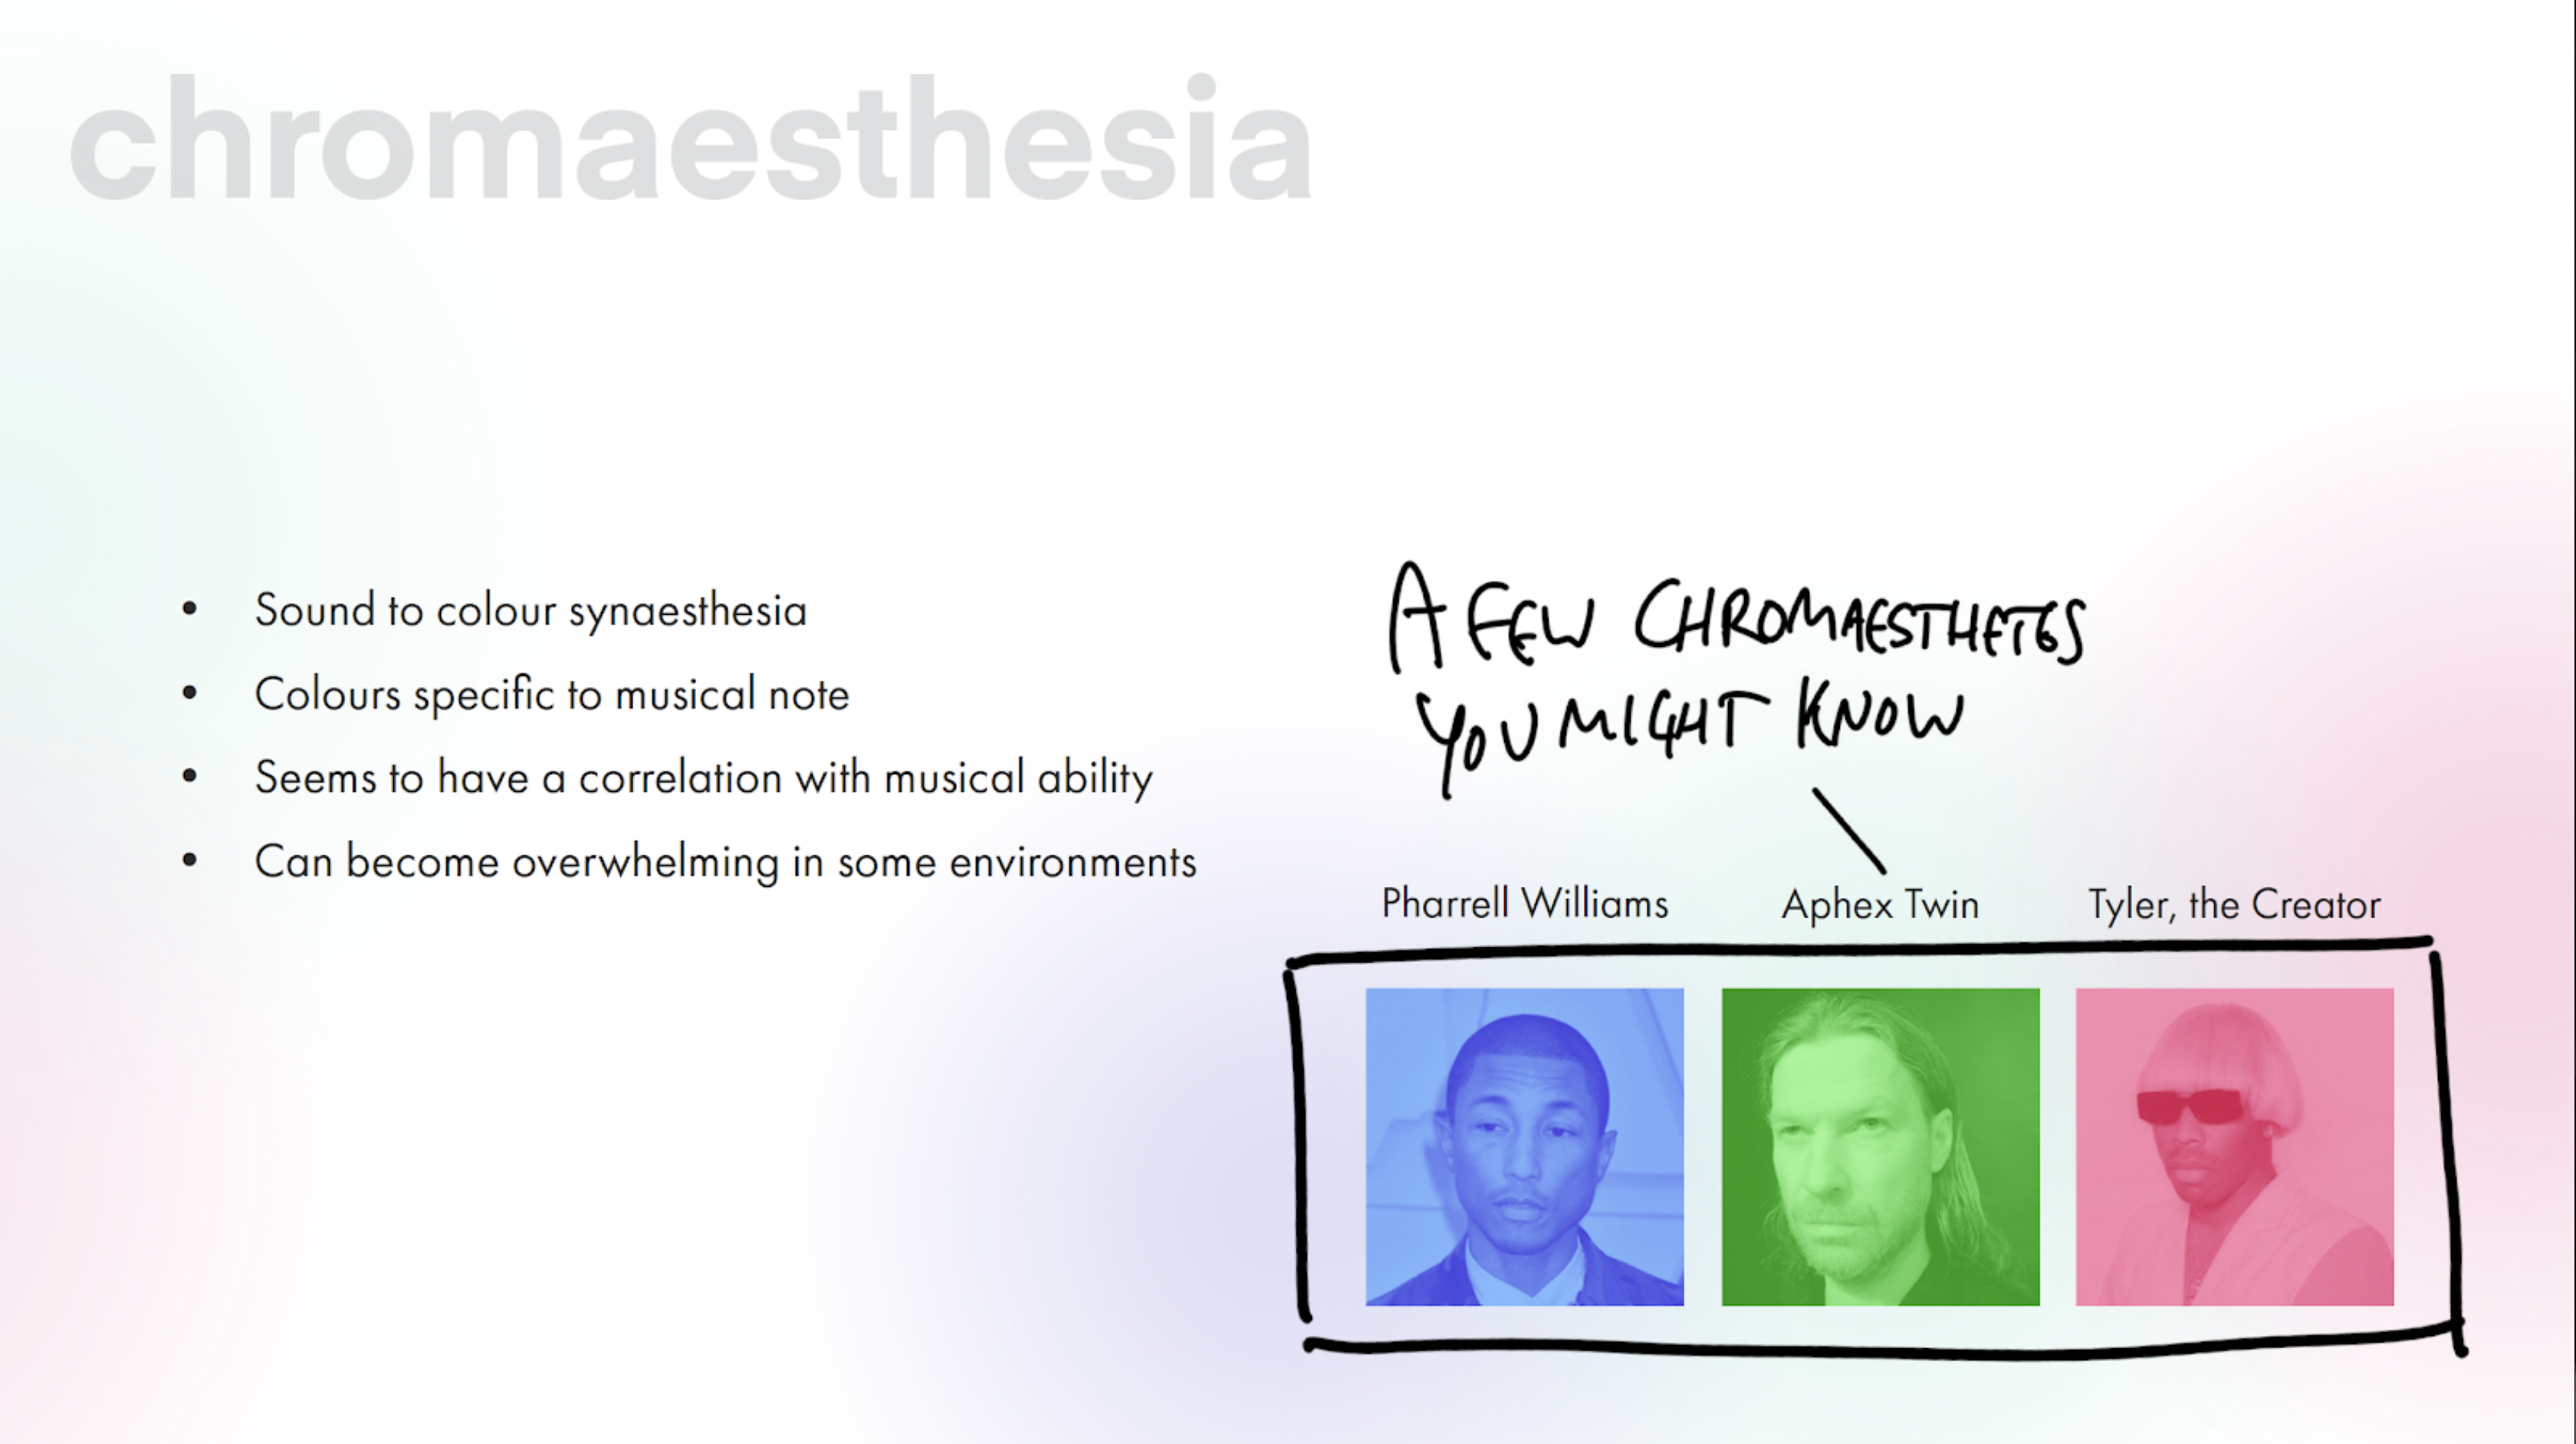 chromaesthesia
• Sound to colour synaesthesia
• Colours specific to musical note
• Seems to have a correlation with musical ability
• Can become overwhelming in some environments
A FEW CHROMAESTHETES
YOU MIGHT KNOW
Pharrell Williams
Aphex Twin
Tyler, the Creator